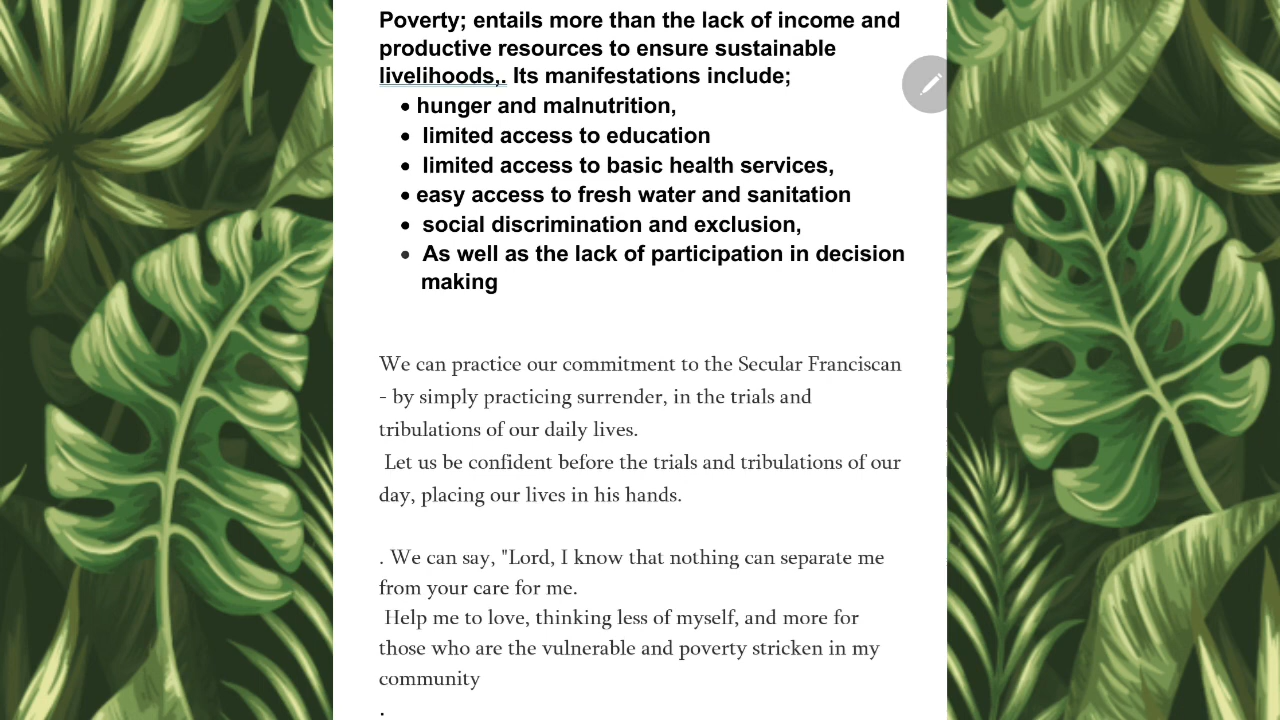 Poverty; entails more than the lack of income and
productive resources to ensure sustainable
livelihoods,. Its manifestations include;
• hunger and malnutrition,
• limited access to education
• limited access to basic health services,
• easy access to fresh water and sanitation
• social discrimination and exclusion,
• As well as the lack of participation in decision
making
We can practice our commitment to the Secular Franciscan
- by simply practicing surrender, in the trials and
tribulations of our daily lives.
Let us be confident before the trials and tribulations of our
day, placing our lives in his hands.
. We can say, "Lord, I know that nothing can separate me
from your care for me.
Help me to love, thinking less of myself, and more for
those who are the vulnerable and poverty stricken in my
community
.